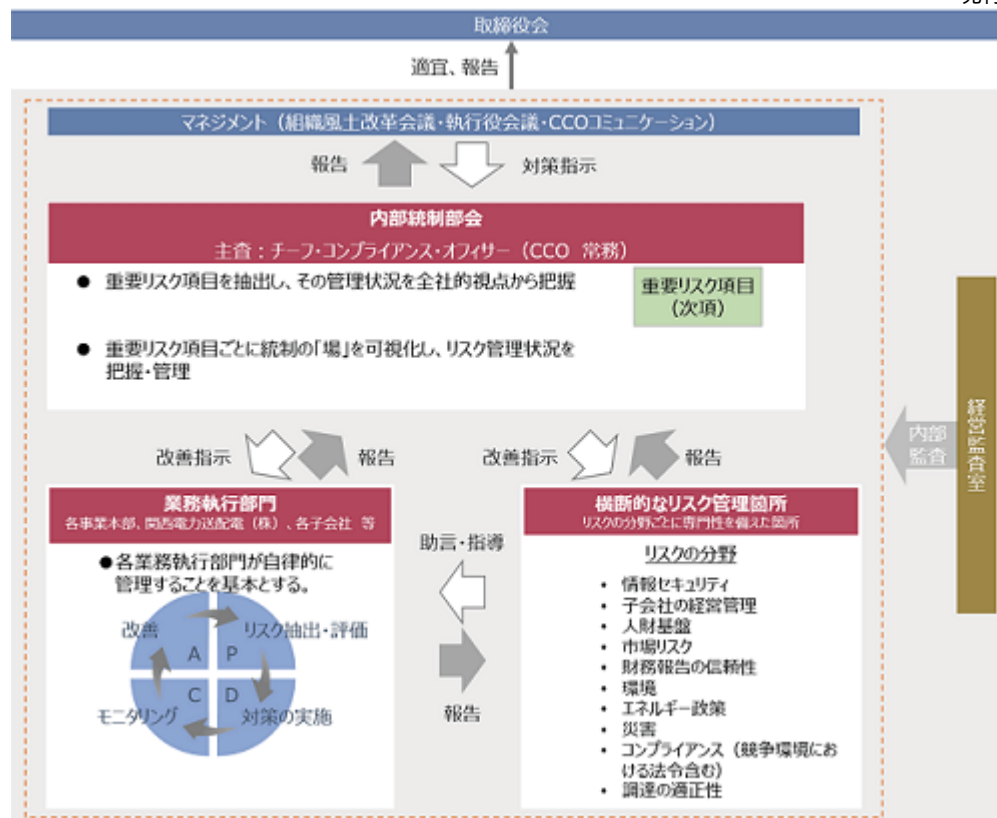 取締役会
適宜、報告
マネジメント（組織風土改革会議・執行役会議・CCOコミュニケーション）
報告
対策指示
内部統制部会
主査：チーフ・コンプライアンス・オフィサー（CCO 常務）
● 重要リスク項目を抽出し、その管理状況を全社的視点から把握
重要リスク項目
（次項）
● 重要リスク項目ごとに統制の「場」を可視化し、リスク管理状況を
把握・管理
改善指示
報告
改善指示
報告
内部
監査
経営監査室
業務執行部門
各事業本部、関西電力送配電（株）、各子会社 等
●各業務執行部門が自律的に
管理することを基本とする。
改善
リスク抽出・評価
A P
C D
モニタリング
対策の実施
助言・指導
報告
横断的なリスク管理箇所
リスクの分野ごとに専門性を備えた箇所
リスクの分野
・ 情報セキュリティ
・ 子会社の経営管理
・ 人財基盤
・ 市場リスク
・ 財務報告の信頼性
・ 環境
・ エネルギー政策
・ 災害
・ コンプライアンス（競争環境にお
ける法令含む）
・ 調達の適正性